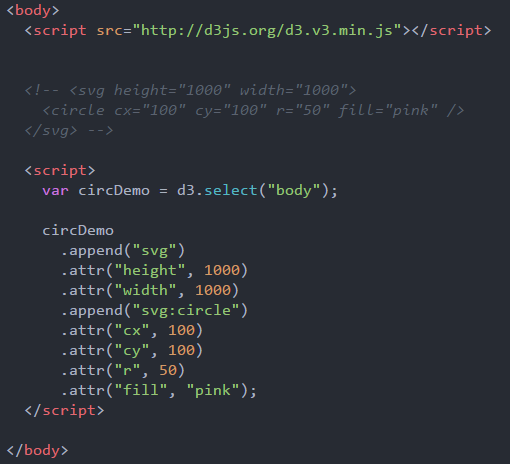 <body>
<script src="http://d3js.org/d3.v3.min.js"></script>
<!-- <svg height="1000" width="1000">
<circle cx="100" cy="100" r="50" fill="pink" />
</svg> -->
<script>
var circDemo = d3.select("body");
circDemo
.append("svg")
.attr("height", 1000)
.attr("width", 1000)
.append("svg:circle")
.attr("cx", 100)
.attr("cy", 100)
.attr("r", 50)
.attr("fill", "pink");
</script>
</body>